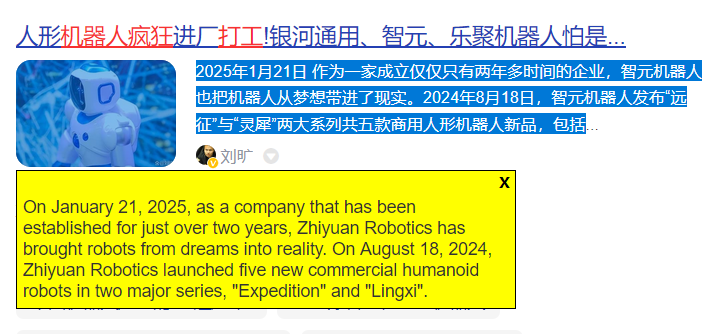 人形机器人疯狂进厂打工!银河通用、智元、乐聚机器人怕是...
2025年1月21日 作为一家成立仅仅只有两年多时间的企业，智元机器人
也把机器人从梦想带进了现实。2024年8月18日，智元机器人发布“远
征”与“灵犀”两大系列共五款商用人形机器人新品，包括...
刘旷
X
On January 21, 2025, as a company that has been
established for just over two years, Zhiyuan Robotics has
brought robots from dreams into reality. On August 18, 2024,
Zhiyuan Robotics launched five new commercial humanoid
robots in two major series, "Expedition" and "Lingxi".